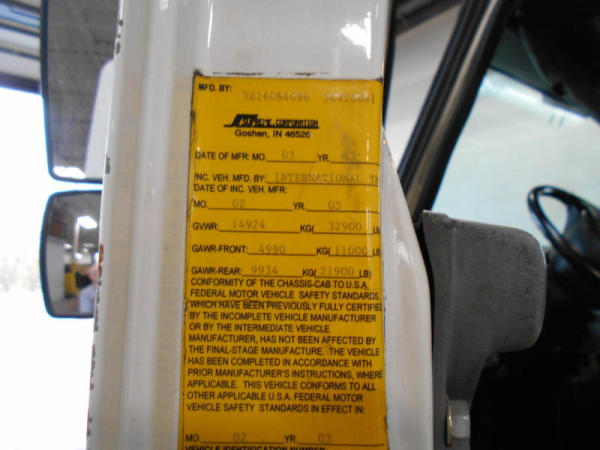 MFD. BY:
SUPREME CORPORATION
Goshen, IN 46526
DATE OF MFR: MO. 03 YR. 03
INC. VEH. MFD. BY: INTERNATIONAL
DATE OF INC. VEH. MFR:
MO. 02 YR. 03
GVWR: 14924 KG( 32900 LB
GAWR-FRONT: 4990 KG( 11000 LB
GAWR-REAR: 9934 KG( 21900 LB)
CONFORMITY OF THE CHASSIS-CAB TO U.S.A.
FEDERAL MOTOR VEHICLE SAFETY STANDARDS,
WHICH HAVE BEEN PREVIOUSLY FULLY CERTIFIE
BY THE INCOMPLETE VEHICLE MANUFACTURER
OR BY THE INTERMEDIATE VEHICLE
MANUFACTURER, HAS NOT BEEN AFFECTED BY
THE FINAL-STAGE MANUFACTURE. THE VEHICLE
HAS BEEN COMPLETED IN ACCORDANCE WITH
PRIOR MANUFACTURER'S INSTRUCTIONS, WHERE
APPLICABLE. THIS VEHICLE CONFORMS TO ALL
OTHER APPLICABLE U.S.A. FEDERAL MOTOR
VEHICLE SAFETY STANDARDS IN EFFECT IN:
MO. 02 YR. 03
VEHICLE IDENTIFICATION NUMBER